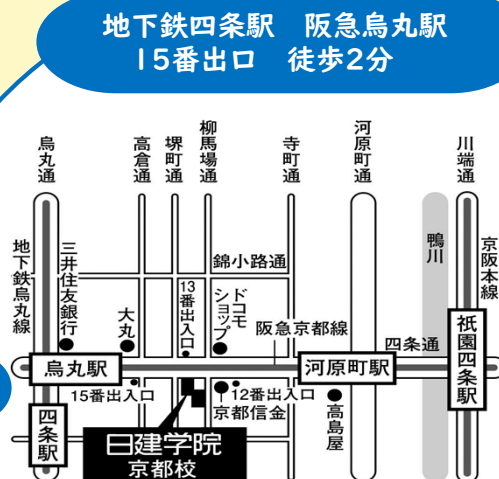 地下鉄四条駅 阪急烏丸駅
15番出口 徒歩2分
烏丸通
高倉通
堺町通
柳馬場通
寺町通
河原町通
川端通
地下鉄烏丸線
三井住友銀行
大丸
13番出入口
ドコモ
ショップ
錦小路通
阪急京都線
鴨川
京阪本線
四条通
烏丸駅
河原町駅
祇園四条駅
15番出入口
12番出入口
京都信金
高島屋
四条駅
日建学院
京都校